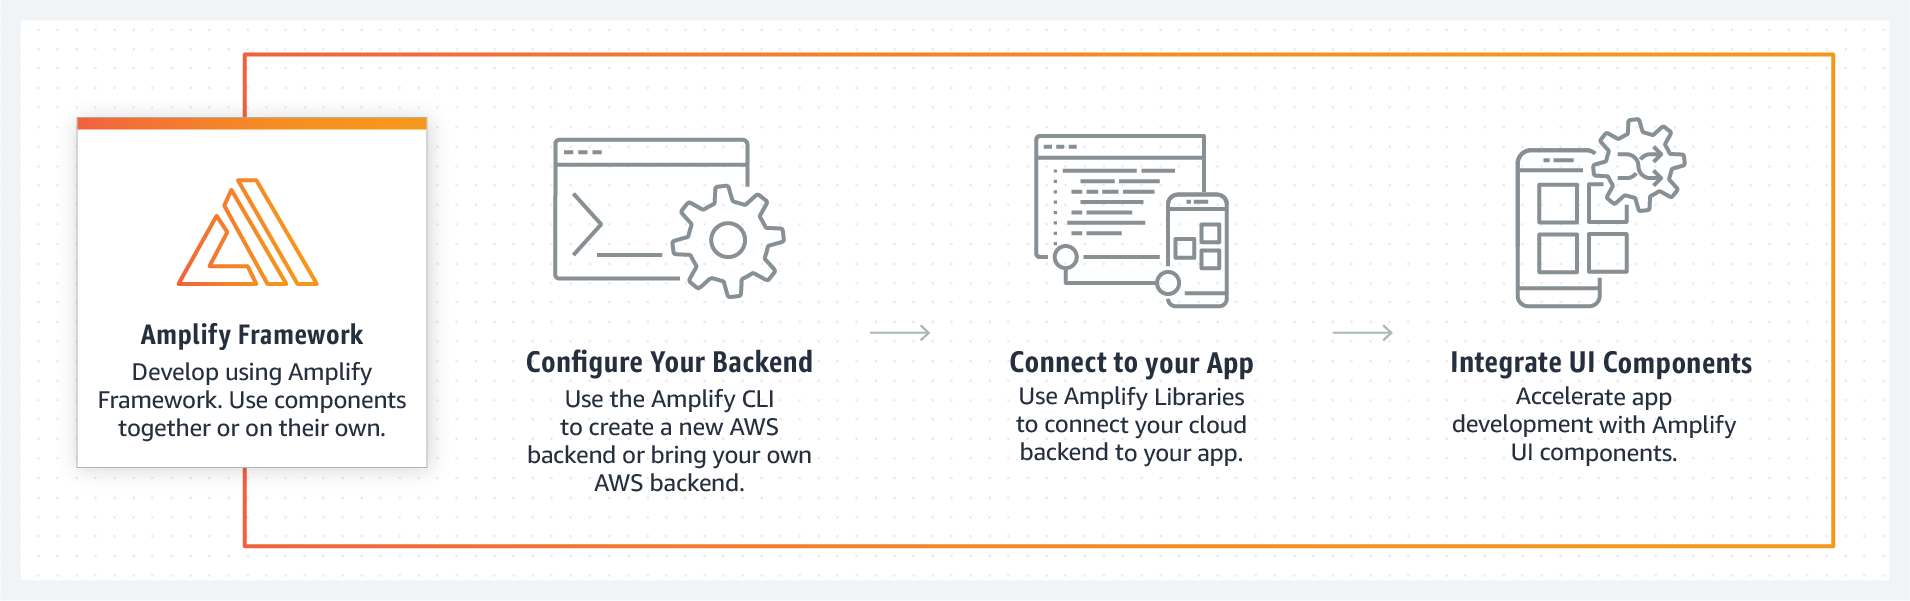 Amplify Framework
Develop using Amplify
Framework. Use components
together or on their own.
Configure Your Backend
Use the Amplify CLI
to create a new AWS
backend or bring your own
AWS backend.
Connect to your App
Use Amplify Libraries
to connect your cloud
backend to your app.
Integrate UI Components
Accelerate app
development with Amplify
UI components.